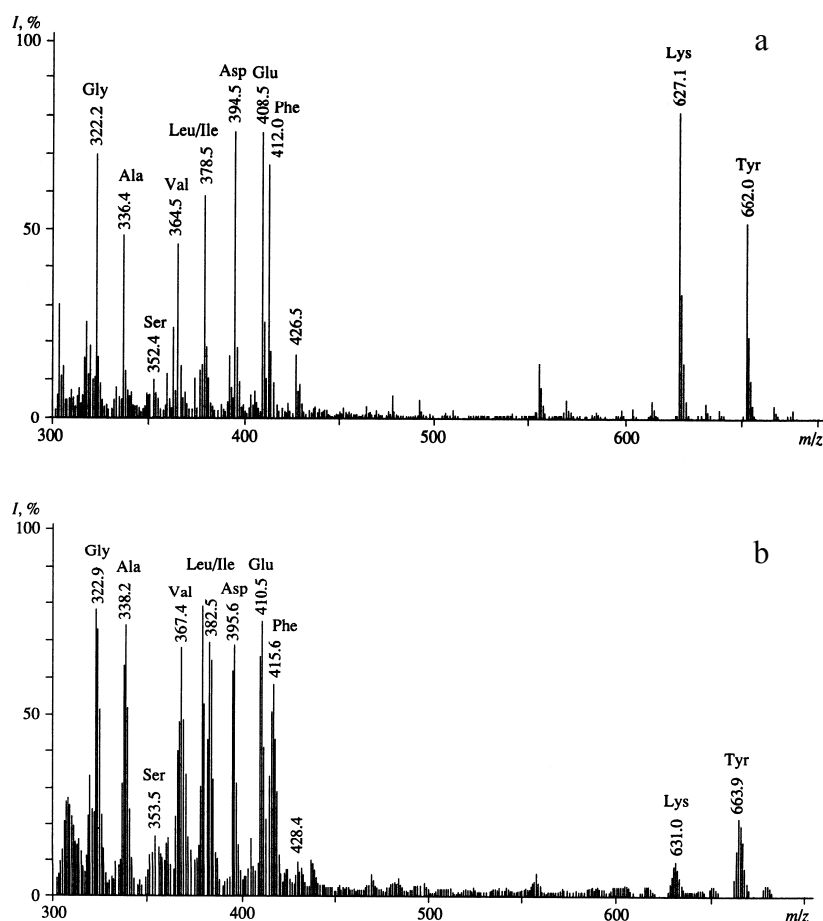 I, %
a
100
50
0
Gly
322.2
Ala
336.4
Ser
352.4
Val
364.5
Leu/Ile
378.5
Asp
394.5
Glu
408.5
Phe
412.0
426.5
Lys
627.1
Tyr
662.0
300
400
500
600
m/z
I, %
b
100
50
0
Gly
322.9
Ala
338.2
Ser
353.5
Val
367.4
Leu/Ile
382.5
Asp
395.6
Glu
410.5
Phe
415.6
428.4
Lys
631.0
Tyr
663.9
300
400
500
600
m/z